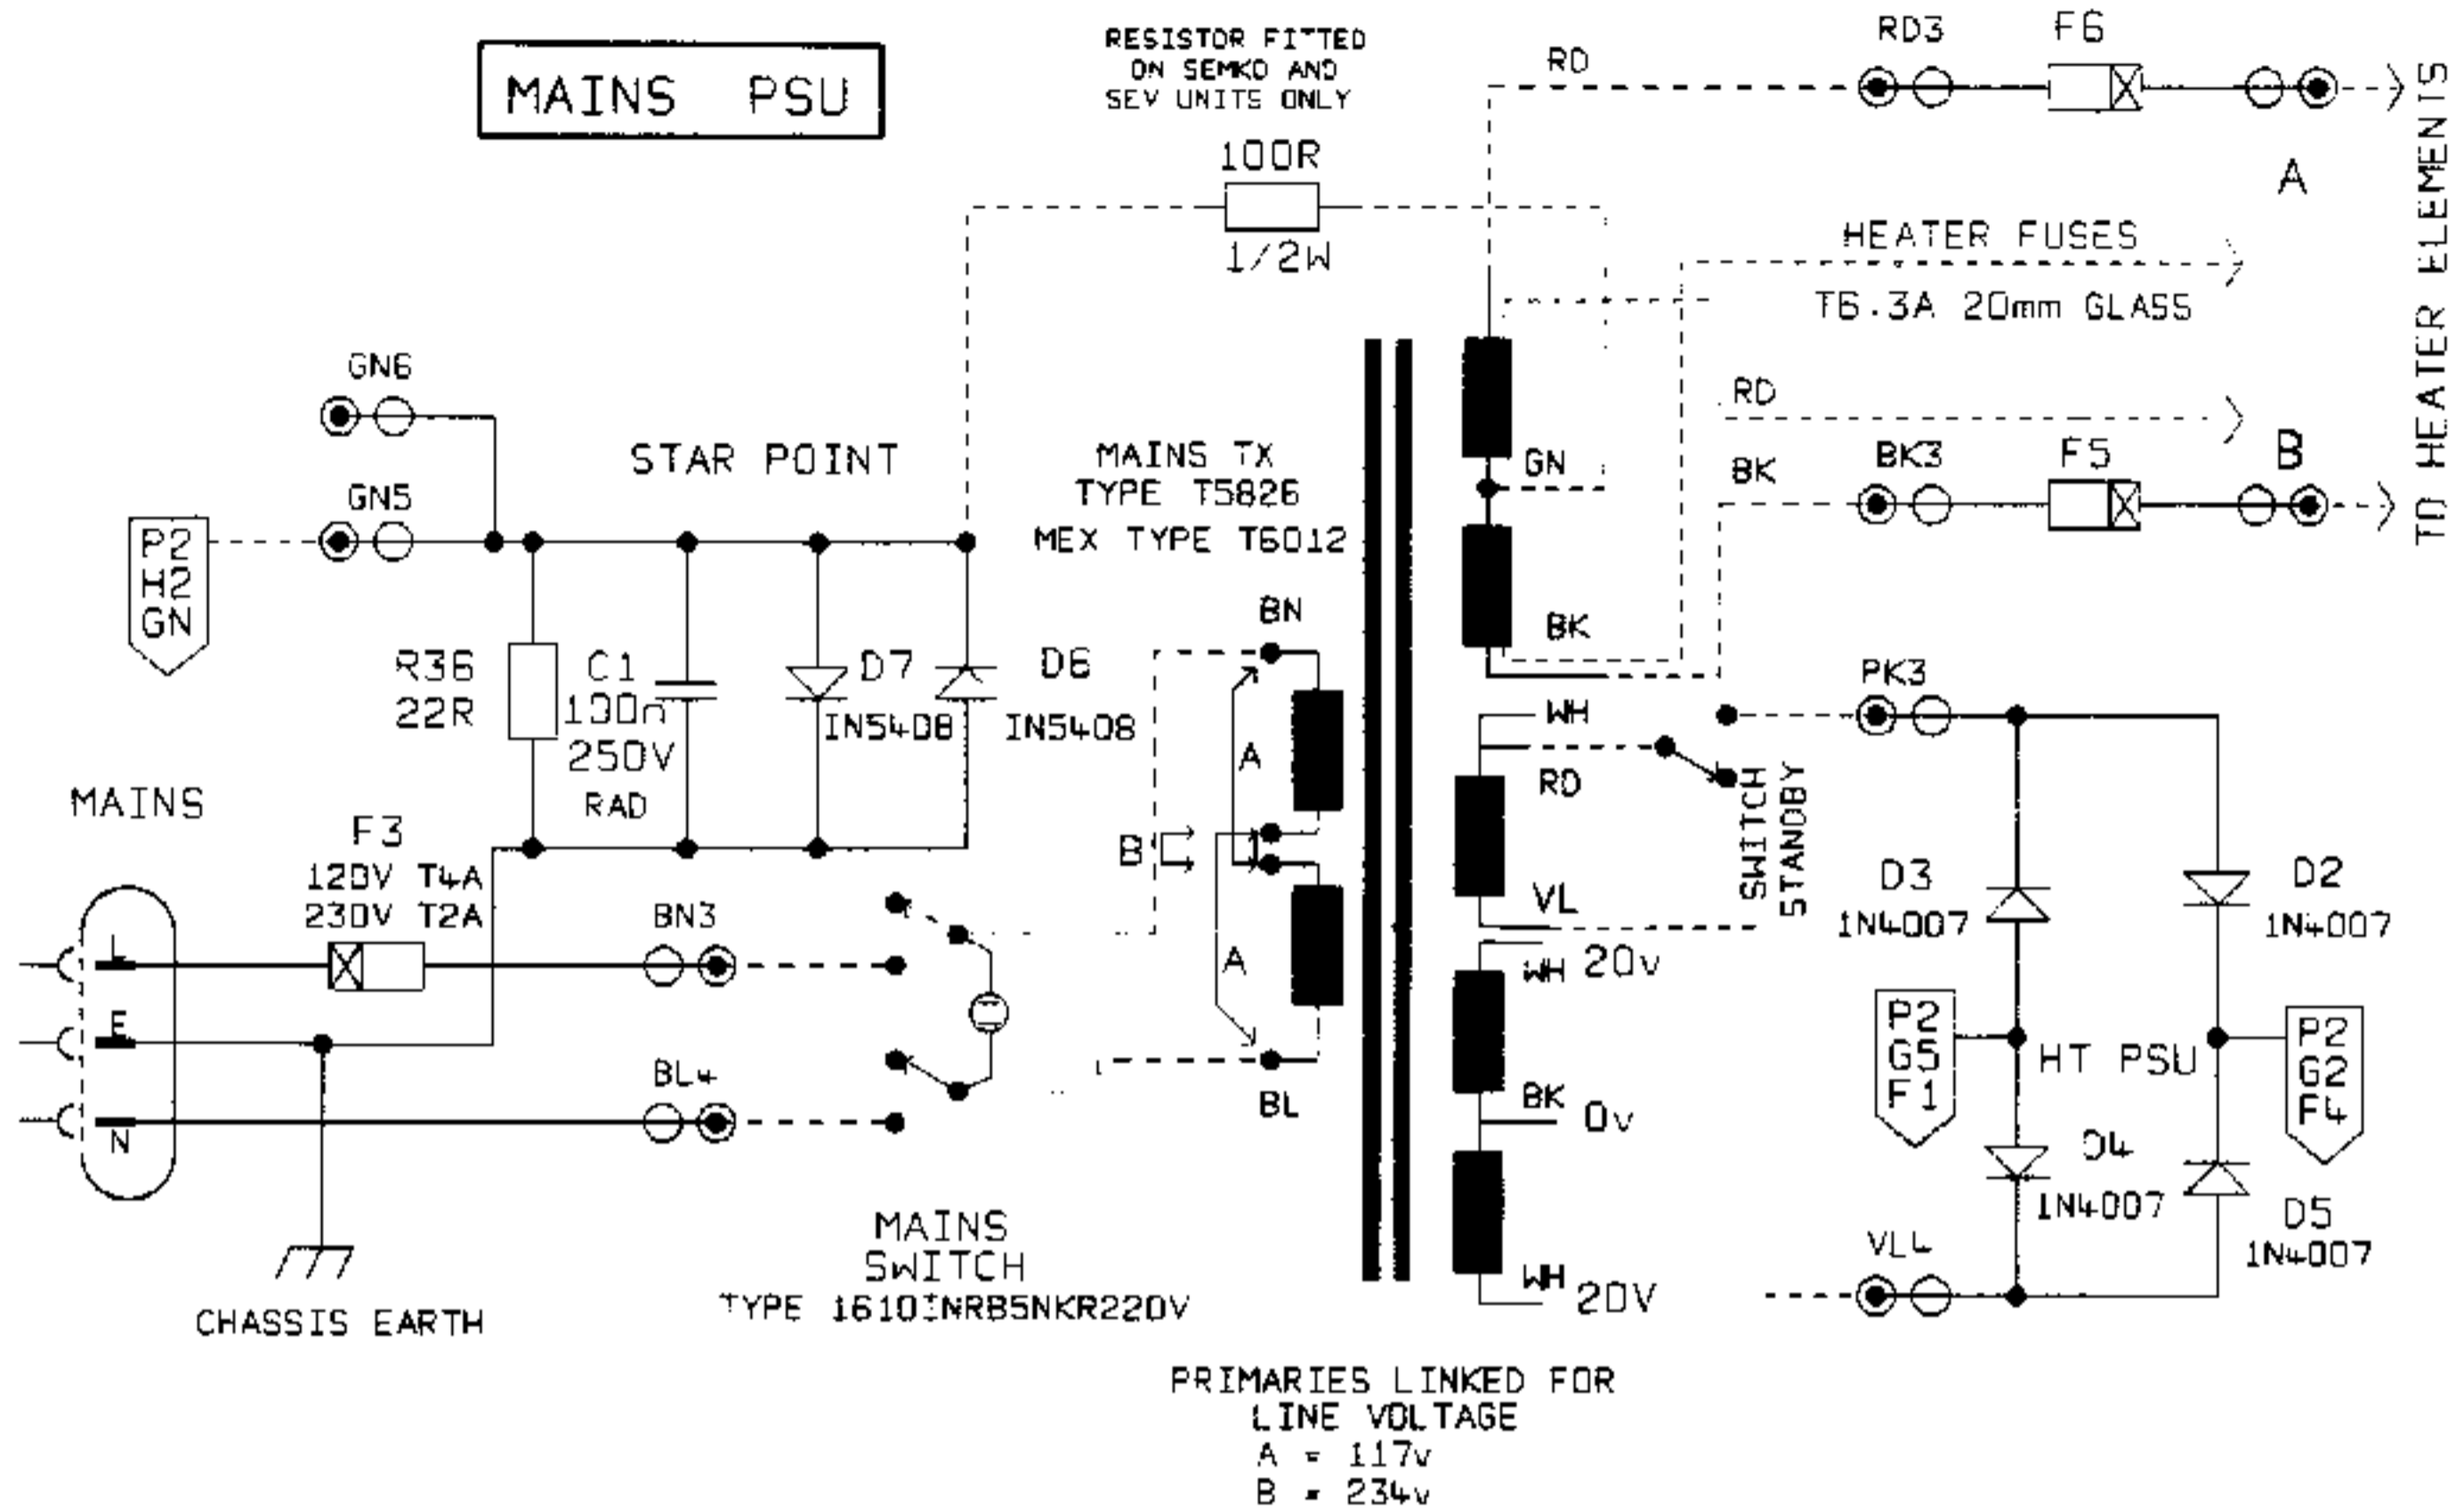 MAINS PSU
RESISTOR FITTED
ON SEMKO AND
SEV UNITS ONLY
100R
1/2W
RD
RD3
F6
A
TO HEATER ELEMENTS
HEATER FUSES
T6.3A 20mm GLASS
GN6
GN5
STAR POINT
P2
H2
GN
MAINS TX
TYPE T5826
MEX TYPE T6012
GN
RD
BK
BK3
F5
B
R36
22R
C1
100n
250V
RAD
D7
IN5408
D6
IN5408
BN
BK
WH
RD
VL
PK3
SWITCH
STANDBY
MAINS
F3
120V T4A
230V T2A
BN3
A
B
A
L
E
N
BL4
BL
WH 20v
BK 0v
WH 20V
D3
1N4007
D2
1N4007
P2
G5
F1
HT PSU
P2
G2
F4
D4
1N4007
D5
1N4007
VL4
CHASSIS EARTH
MAINS
SWITCH
TYPE 1610INRB5NKR220V
PRIMARIES LINKED FOR
LINE VOLTAGE
A = 117v
B = 234v